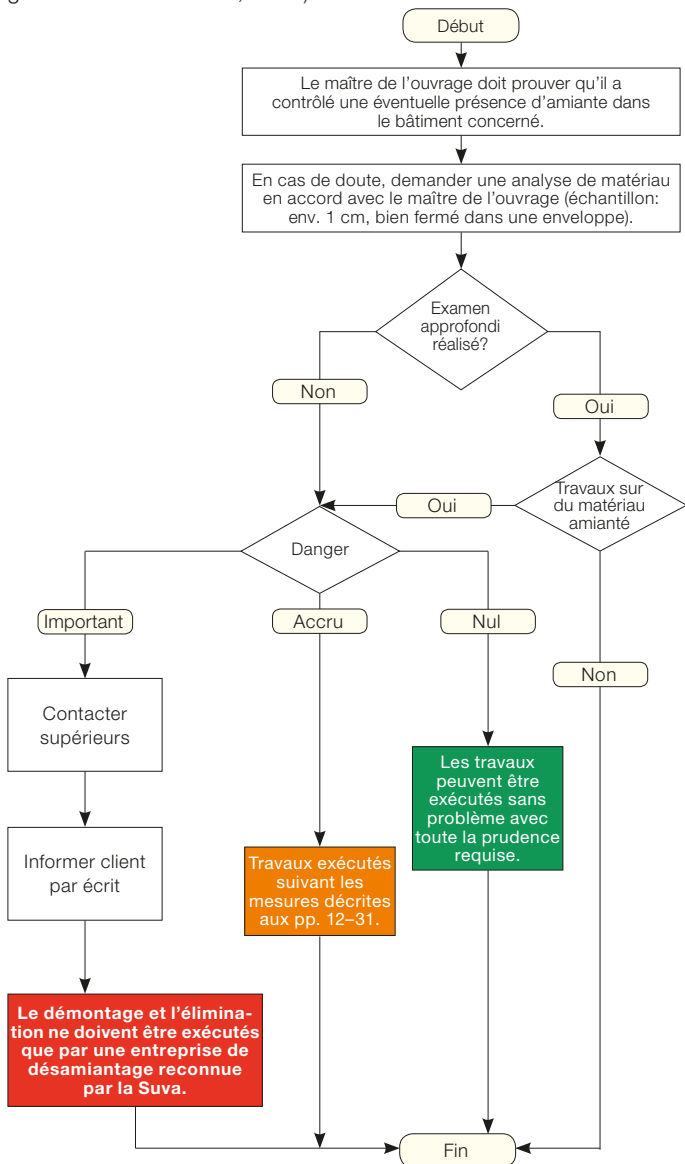 Début
Le maître de l'ouvrage doit prouver qu'il a
contrôlé une éventuelle présence d'amiante dans
le bâtiment concerné.
En cas de doute, demander une analyse de matériau
en accord avec le maître de l'ouvrage (échantillon:
env. 1 cm, bien fermé dans une enveloppe).
Examen
approfondi
réalisé?
Non
Oui
Travaux sur
du matériau
amianté
Oui
Danger
Important
Accru
Nul
Non
Contacter
supérieurs
Les travaux
peuvent être
exécutés sans
problème avec
toute la prudence
requise.
Informer client
par écrit
Travaux exécutés
suivant les
mesures décrites
aux pp. 12–31.
Le démontage et l'élimina-
tion ne doivent être exécutés
que par une entreprise de
désamiantage reconnue
par la Suva.
Fin